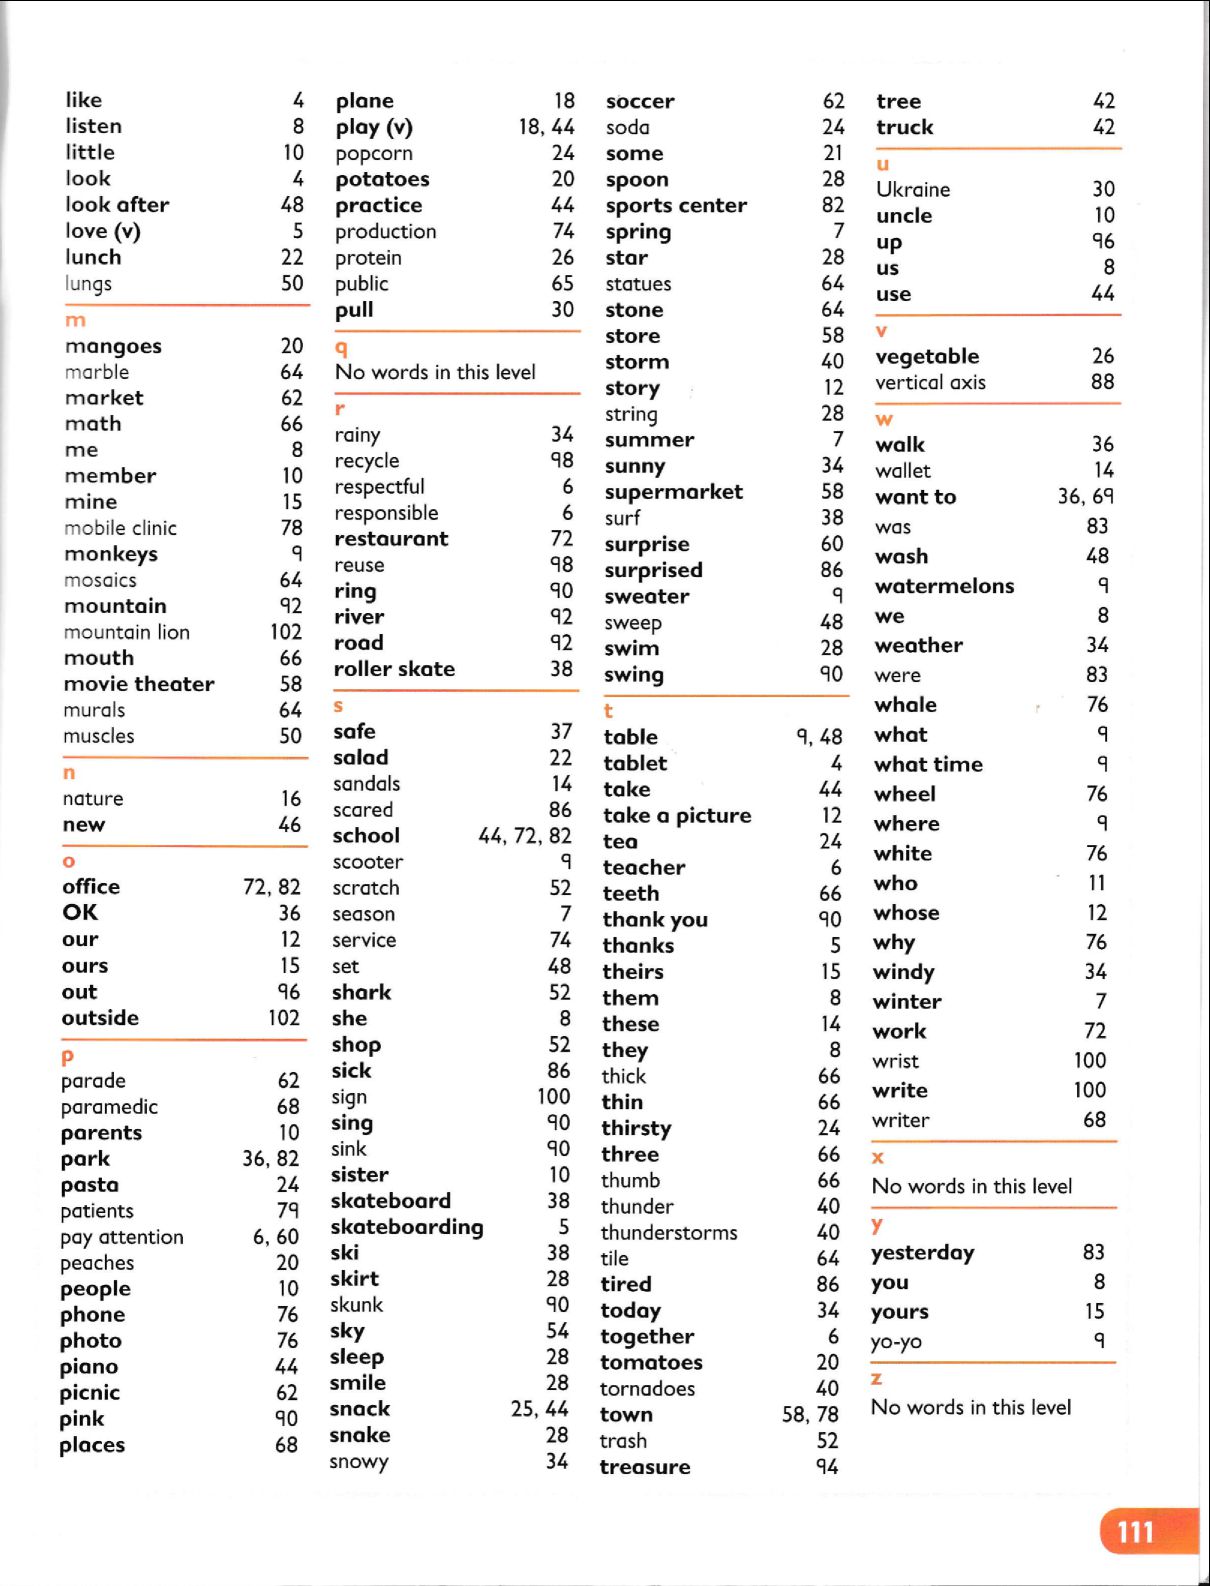 like 4
listen 8
little 10
look 4
look after 48
love (v) 5
lunch 22
lungs 50
m
mangoes 20
marble 64
market 62
math 66
me 8
member 10
mine 15
mobile clinic 78
monkeys 9
mosaics 64
mountain 92
mountain lion 102
mouth 66
movie theater 58
murals 64
muscles 50
n
nature 16
new 46
o
office 72, 82
OK 36
our 12
ours 15
out 96
outside 102
p
parade 62
paramedic 68
parents 10
park 36, 82
pasta 24
patients 79
pay attention 6, 60
peaches 20
people 10
phone 76
photo 76
piano 44
picnic 62
pink 90
places 68
plane 18
play (v) 18, 44
popcorn 24
potatoes 20
practice 44
production 74
protein 26
public 65
pull 30
q
No words in this level
r
rainy 34
recycle 98
respectful 6
responsible 6
restaurant 72
reuse 98
ring 90
river 92
road 92
roller skate 38
s
safe 37
salad 22
sandals 14
scared 86
school 44, 72, 82
scooter 9
scratch 52
season 7
service 74
set 48
shark 52
she 8
shop 52
sick 86
sign 100
sing 90
sink 90
sister 10
skateboard 38
skateboarding 5
ski 38
skirt 28
skunk 90
sky 54
sleep 28
smile 28
snack 25, 44
snake 28
snowy 34
soccer 62
soda 24
some 21
spoon 28
sports center 82
spring 7
star 28
statues 64
stone 64
store 58
storm 40
story 12
string 28
summer 7
sunny 34
supermarket 58
surf 38
surprise 60
surprised 86
sweater 9
sweep 48
swim 28
swing 90
t
table 9, 48
tablet 4
take 44
take a picture 12
tea 24
teacher 6
teeth 66
thank you 90
thanks 5
theirs 15
them 8
these 14
they 8
thick 66
thin 66
thirsty 24
three 66
thumb 66
thunder 40
thunderstorms 40
tile 64
tired 86
today 34
together 6
tomatoes 20
tornadoes 40
town 58, 78
trash 52
treasure 94
tree 42
truck 42
u
Ukraine 30
uncle 10
up 96
us 8
use 44
v
vegetable 26
vertical axis 88
w
walk 36
wallet 14
want to 36, 69
was 83
wash 48
watermelons 9
we 8
weather 34
were 83
whale 76
what 9
what time 9
wheel 76
where 9
white 76
who 11
whose 12
why 76
windy 34
winter 7
work 72
wrist 100
write 100
writer 68
x
No words in this level
y
yesterday 83
you 8
yours 15
yo-yo 9
z
No words in this level
111